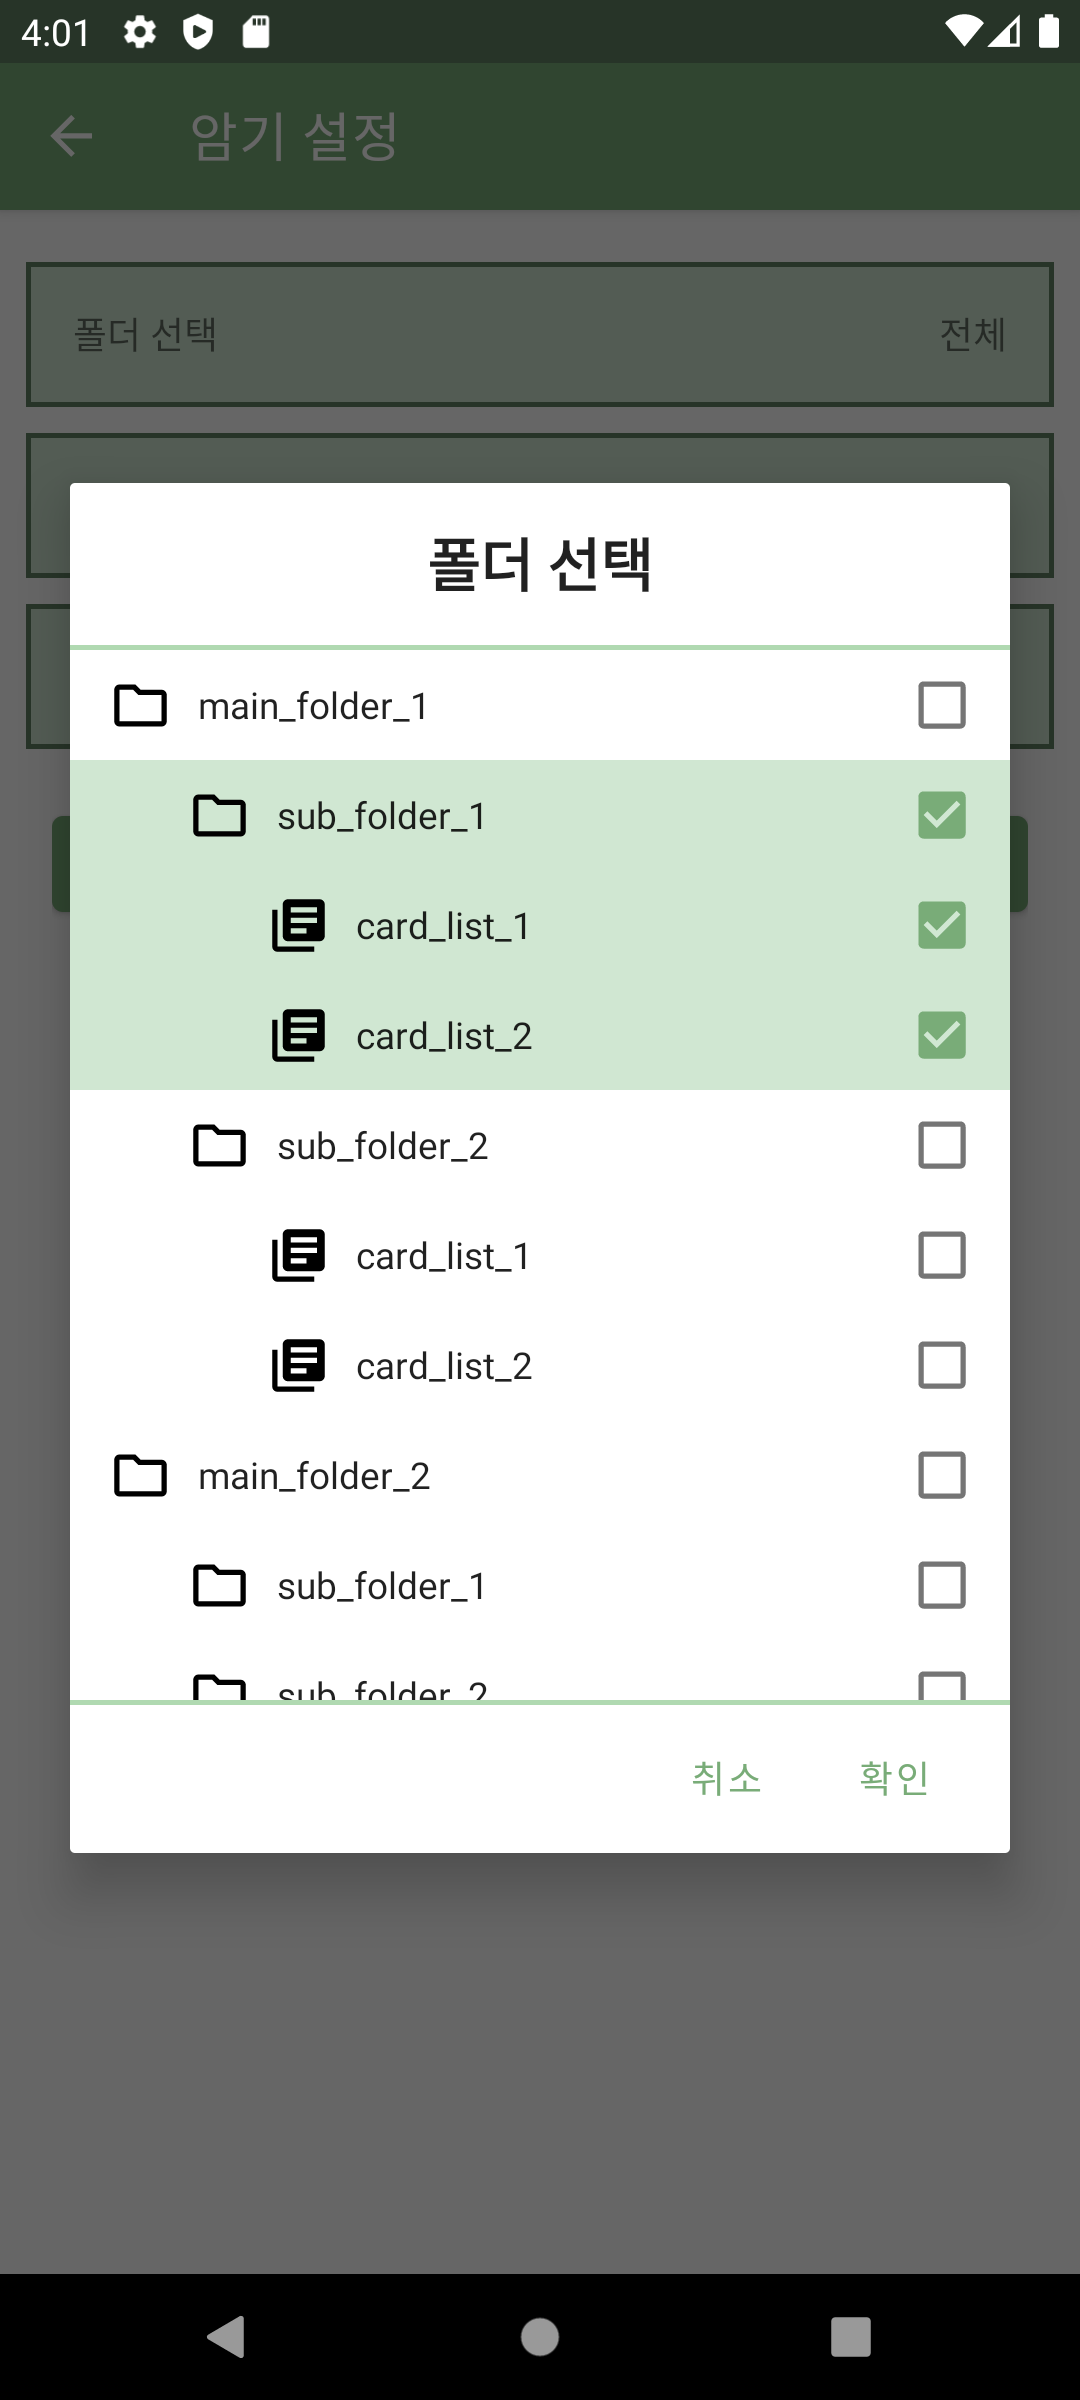 4:01
암기 설정
폴더 선택 전체
폴더 선택
main_folder_1
sub_folder_1
card_list_1
card_list_2
sub_folder_2
card_list_1
card_list_2
main_folder_2
sub_folder_1
sub_folder_2
취소 확인